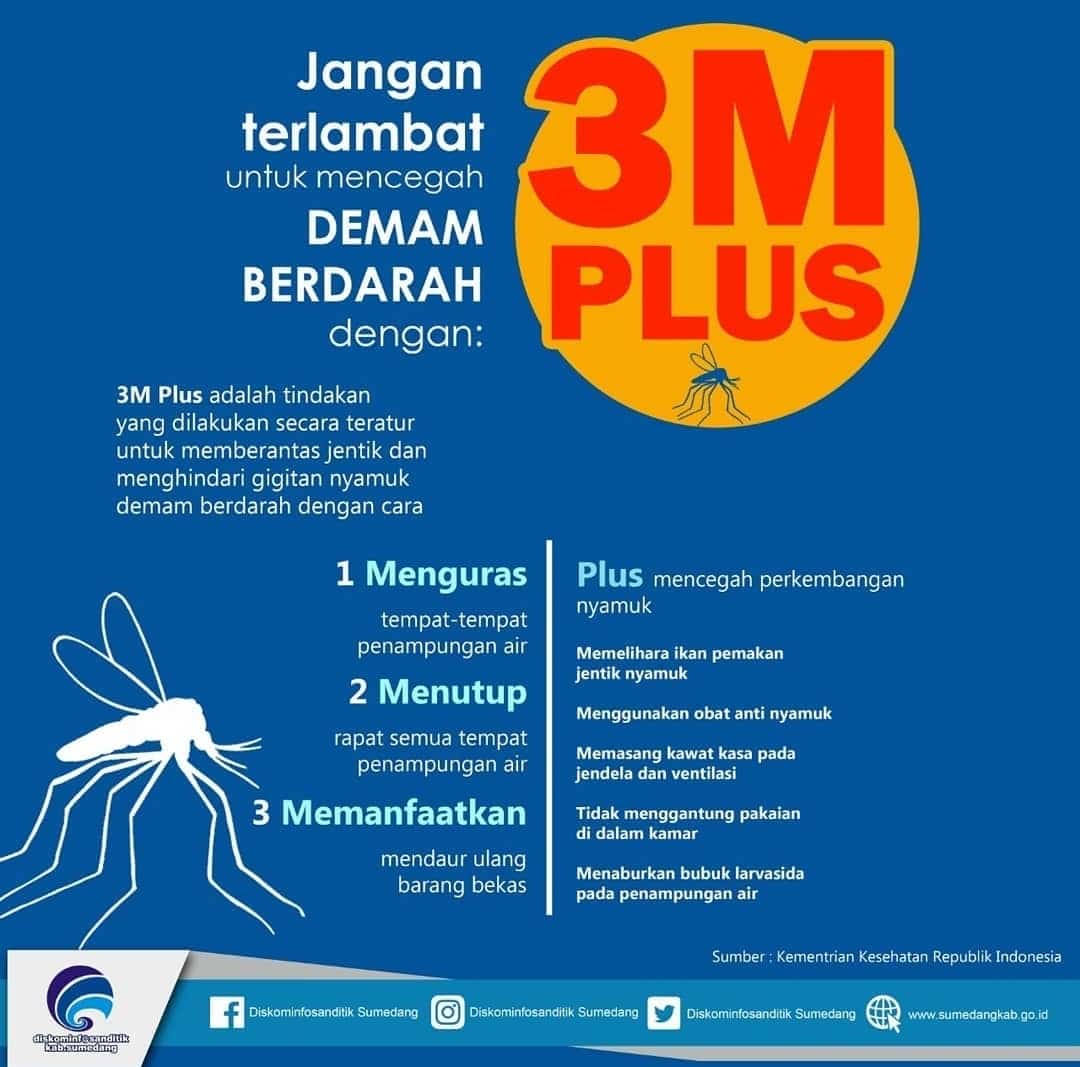 Jangan
terlambat
untuk mencegah
DEMAM
BERDARAH
dengan:
3M
PLUS
3M Plus adalah tindakan
yang dilakukan secara teratur
untuk memberantas jentik dan
menghindari gigitan nyamuk
demam berdarah dengan cara
1 Menguras
tempat-tempat
penampungan air
2 Menutup
rapat semua tempat
penampungan air
3 Memanfaatkan
mendaur ulang
barang bekas
Plus mencegah perkembangan
nyamuk
Memelihara ikan pemakan
jentik nyamuk
Menggunakan obat anti nyamuk
Memasang kawat kasa pada
jendela dan ventilasi
Tidak menggantung pakaian
di dalam kamar
Menaburkan bubuk larvasida
pada penampungan air
Sumber : Kementrian Kesehatan Republik Indonesia
diskominfosanditik
kab.sumedang
Diskominfosanditik Sumedang
Diskominfosanditik Sumedang
Diskominfosanditik Sumedang
www.sumedangkab.go.id